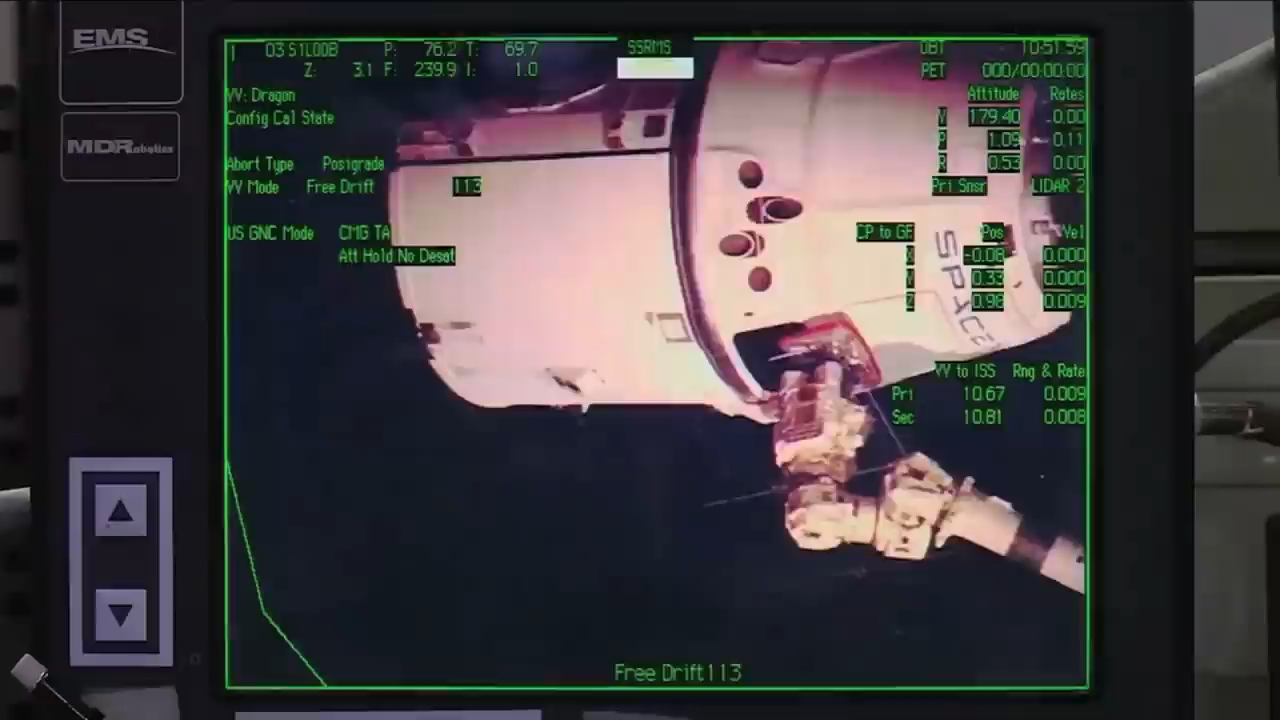 EMS
MDRobotics
03 S1L00B P: 76.2 T: 69.7
Z: 3.1 F: 239.9 I: 1.0
SSRMS
OBT 10:51:59
PET 000/00:00:00
VV: Dragon
Config Cal State
Abort Type Posigrade
VV Mode Free Drift 113
US GNC Mode CMG TA
Att Hold No Desat
Attitude Rates
Y 179.40 0.00
P 1.09 0.11
R 0.53 0.00
Pri Snsr LIDAR 2
CP to GF Pos Vel
X -0.08 0.000
Y 0.33 0.000
Z 0.98 0.009
VV to ISS Rng & Rate
Pri 10.67 0.009
Sec 10.81 0.008
SPACE
Free Drift113